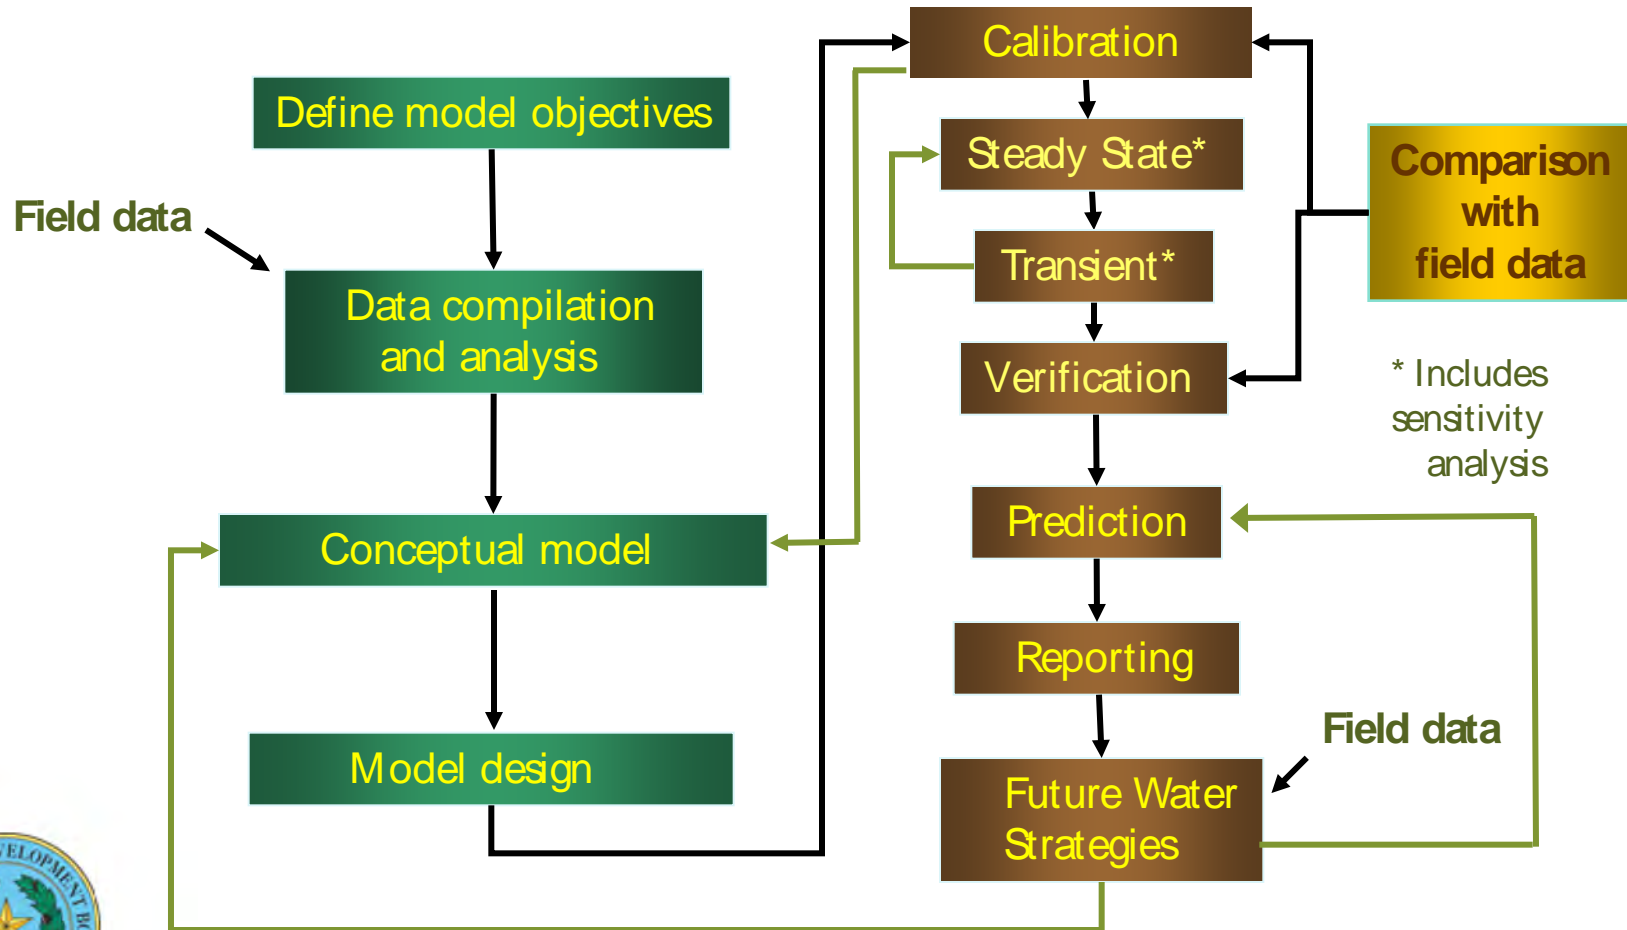 Define model objectives
Field data
Data compilation
and analysis
Conceptual model
Model design
Calibration
Steady State*
Transient*
Verification
Prediction
Reporting
Future Water
Strategies
Comparison
with
field data
* Includes
sensitivity
analysis
Field data